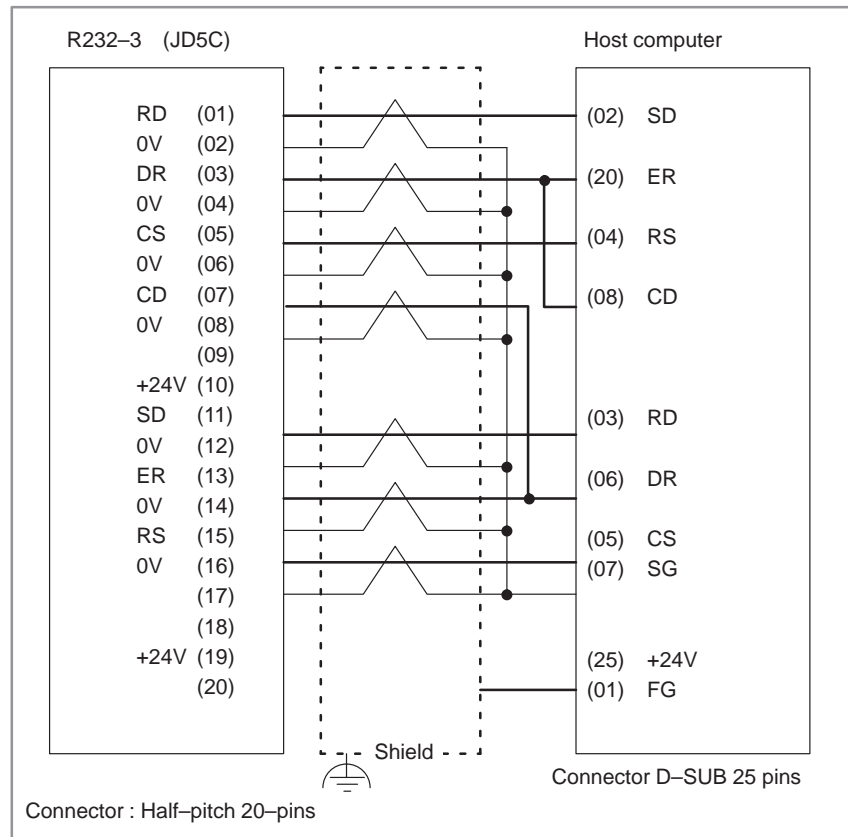 R232–3 (JD5C)
Host computer
RD (01)
0V (02)
DR (03)
0V (04)
CS (05)
0V (06)
CD (07)
0V (08)
(09)
+24V (10)
SD (11)
0V (12)
ER (13)
0V (14)
RS (15)
0V (16)
(17)
(18)
+24V (19)
(20)
(02) SD
(20) ER
(04) RS
(08) CD
(03) RD
(06) DR
(05) CS
(07) SG
(25) +24V
(01) FG
Shield
Connector D–SUB 25 pins
Connector : Half–pitch 20–pins